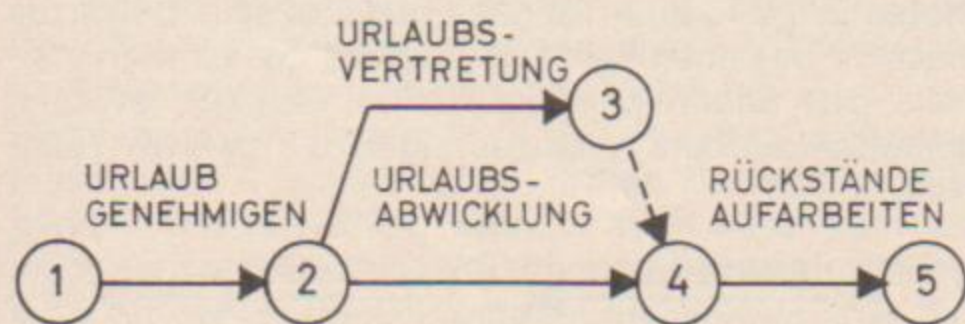 URLAUBS-
VERTRETUNG
3
URLAUB
GENEHMIGEN
URLAUBS-
ABWICKLUNG
RÜCKSTÄNDE
AUFARBEITEN
1
2
4
5